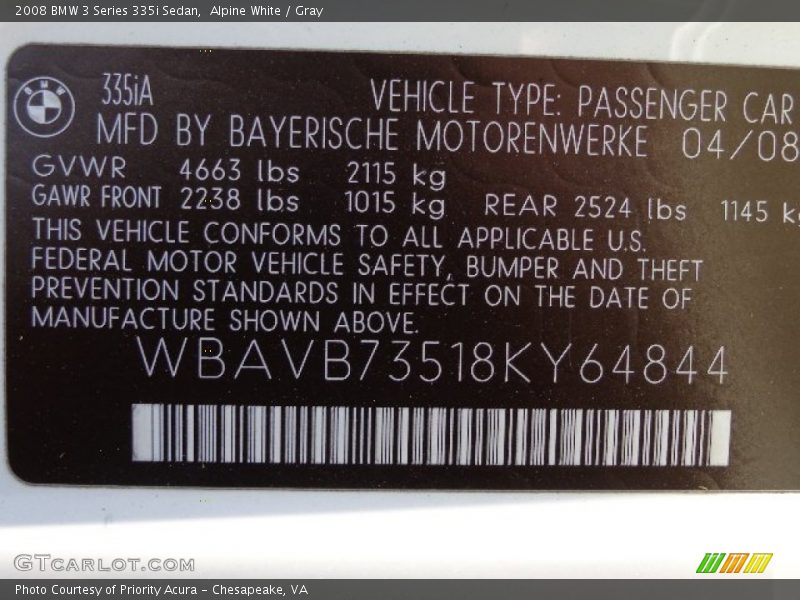 2008 BMW 3 Series 335i Sedan,  Alpine White / Gray
BMW
335iA
VEHICLE TYPE: PASSENGER CAR
MFD BY BAYERISCHE MOTORENWERKE 04/08
GVWR 4663 lbs 2115 kg
GAWR FRONT 2238 lbs 1015 kg REAR 2524 lbs 1145 kg
THIS VEHICLE CONFORMS TO ALL APPLICABLE U.S.
FEDERAL MOTOR VEHICLE SAFETY, BUMPER AND THEFT
PREVENTION STANDARDS IN EFFECT ON THE DATE OF
MANUFACTURE SHOWN ABOVE.
WBAVB73518KY64844
GTCARLOT.COM
Photo Courtesy of Priority Acura - Chesapeake, VA